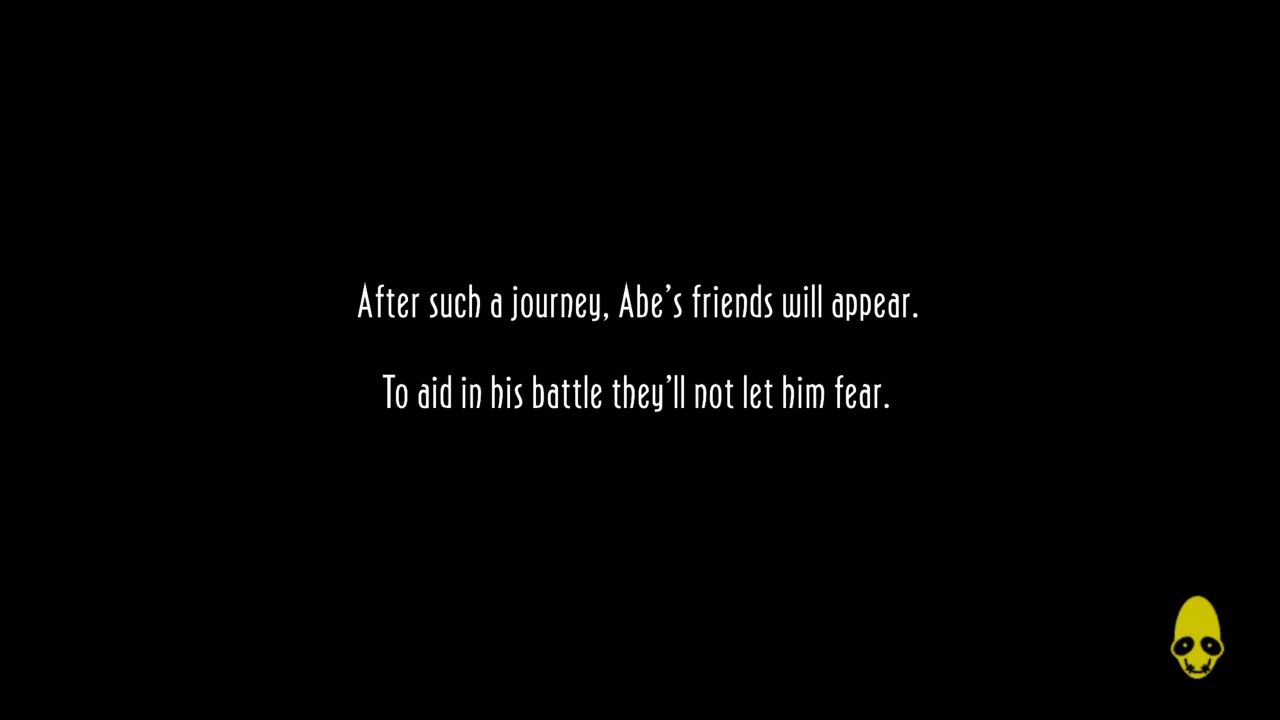 After such a journey, Abe’s friends will appear.
To aid in his battle they’ll not let him fear.